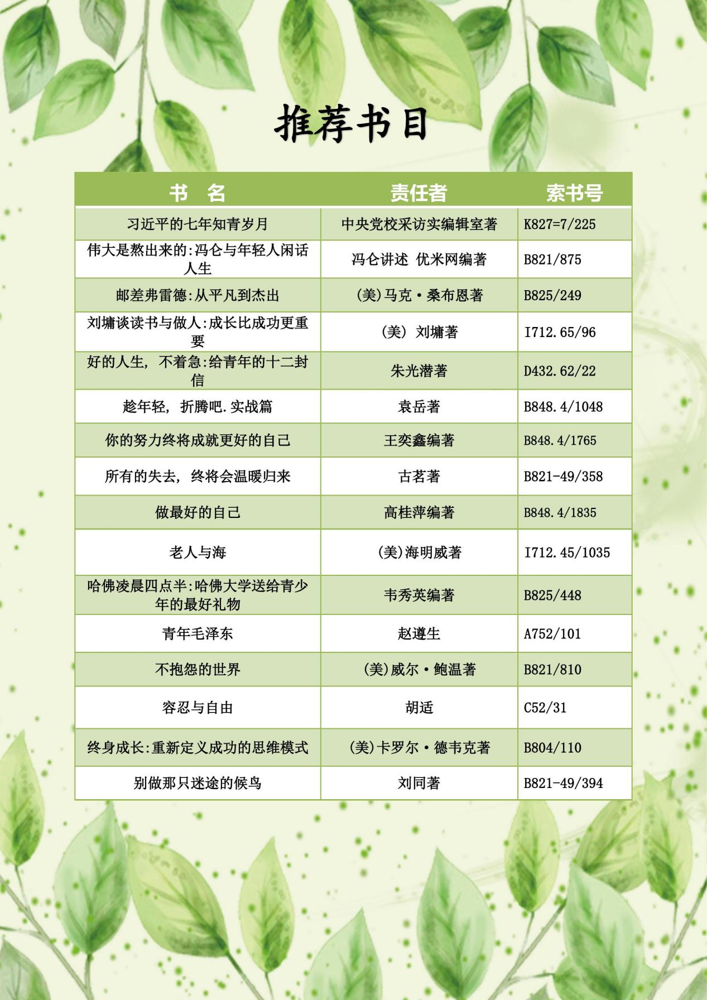 推荐书目
书 名 责任者 索书号
习近平的七年知青岁月 中央党校采访实编辑室著 K827=7/225
伟大是熬出来的:冯仑与年轻人闲话
人生 冯仑讲述 优米网编著 B821/875
邮差弗雷德:从平凡到杰出 (美)马克·桑布恩著 B825/249
刘墉谈读书与做人:成长比成功更重
要 (美) 刘墉著 I712.65/96
好的人生, 不着急:给青年的十二封
信 朱光潜著 D432.62/22
趁年轻, 折腾吧.实战篇 袁岳著 B848.4/1048
你的努力终将成就更好的自己 王奕鑫编著 B848.4/1765
所有的失去, 终将会温暖归来 古茗著 B821-49/358
做最好的自己 高桂萍编著 B848.4/1835
老人与海 (美)海明威著 I712.45/1035
哈佛凌晨四点半:哈佛大学送给青少
年的最好礼物 韦秀英编著 B825/448
青年毛泽东 赵遵生 A752/101
不抱怨的世界 (美)威尔·鲍温著 B821/810
容忍与自由 胡适 C52/31
终身成长:重新定义成功的思维模式 (美)卡罗尔·德韦克著 B804/110
别做那只迷途的候鸟 刘同著 B821-49/394